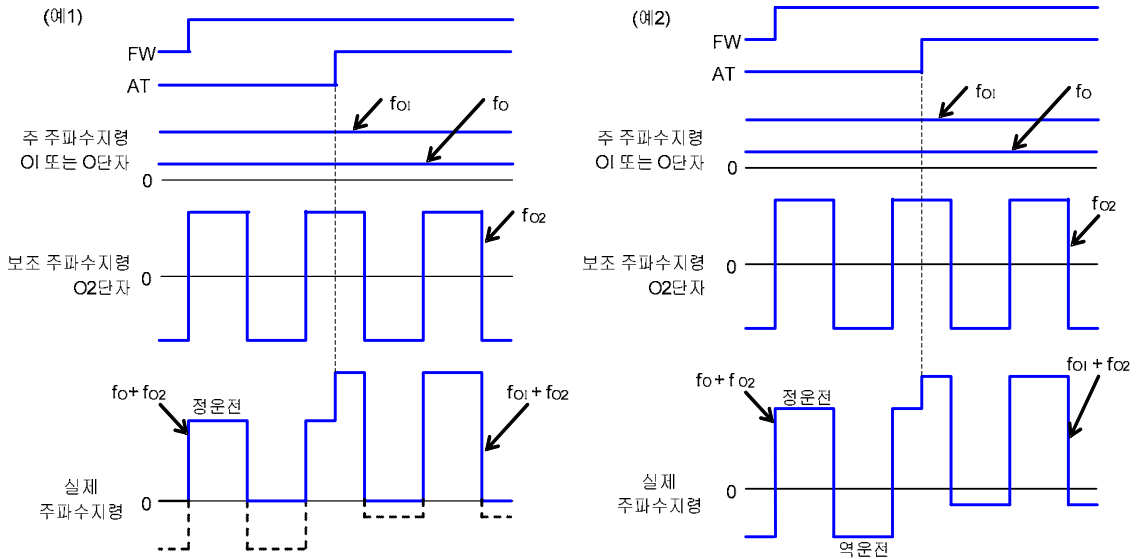 (예1)
FW
AT
fOI
fO
주 주파수지령
OI 또는 O단자
0
fO2
보조 주파수지령
O2단자
0
fO + fO2
정운전
fOI + fO2
실제
주파수지령
0
(예2)
FW
AT
fOI
fO
주 주파수지령
OI 또는 O단자
0
fO2
보조 주파수지령
O2단자
0
fO + fO2
정운전
fOI + fO2
실제
주파수지령
0
역운전